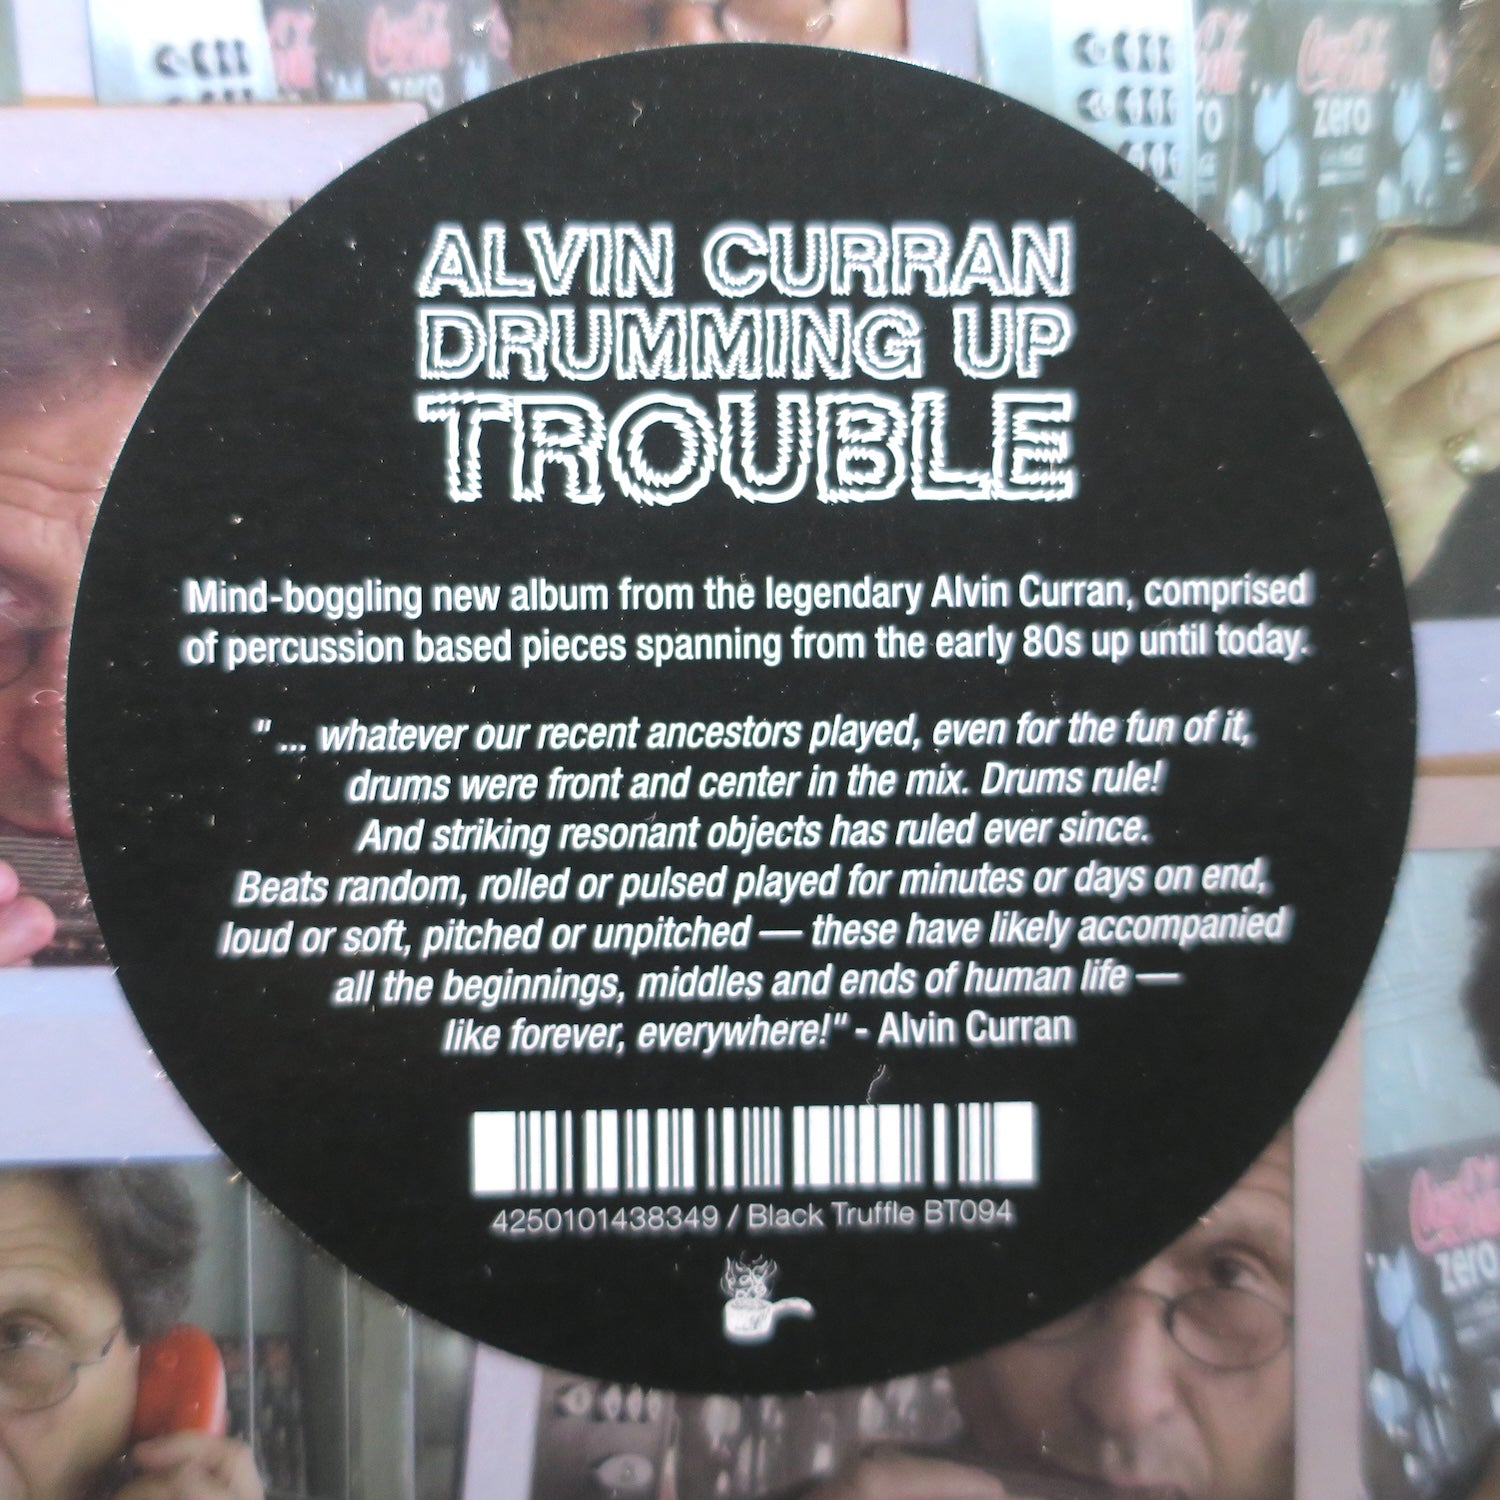 ALVIN CURRAN
DRUMMING UP
TROUBLE
Mind-boggling new album from the legendary Alvin Curran, comprised
of percussion based pieces spanning from the early 80s up until today.
" ... whatever our recent ancestors played, even for the fun of it,
drums were front and center in the mix. Drums rule!
And striking resonant objects has ruled ever since.
Beats random, rolled or pulsed played for minutes or days on end,
loud or soft, pitched or unpitched — these have likely accompanied
all the beginnings, middles and ends of human life —
like forever, everywhere!" - Alvin Curran
4250101438349 / Black Truffle BT094
zero
zero
zero